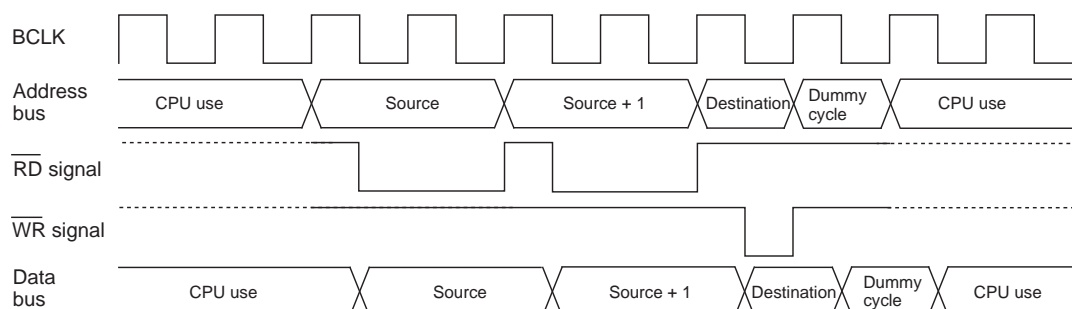 BCLK
Address
bus
CPU use
Source
Source + 1
Destination
Dummy
cycle
CPU use
RD signal
WR signal
Data
bus
CPU use
Source
Source + 1
Destination
Dummy
cycle
CPU use